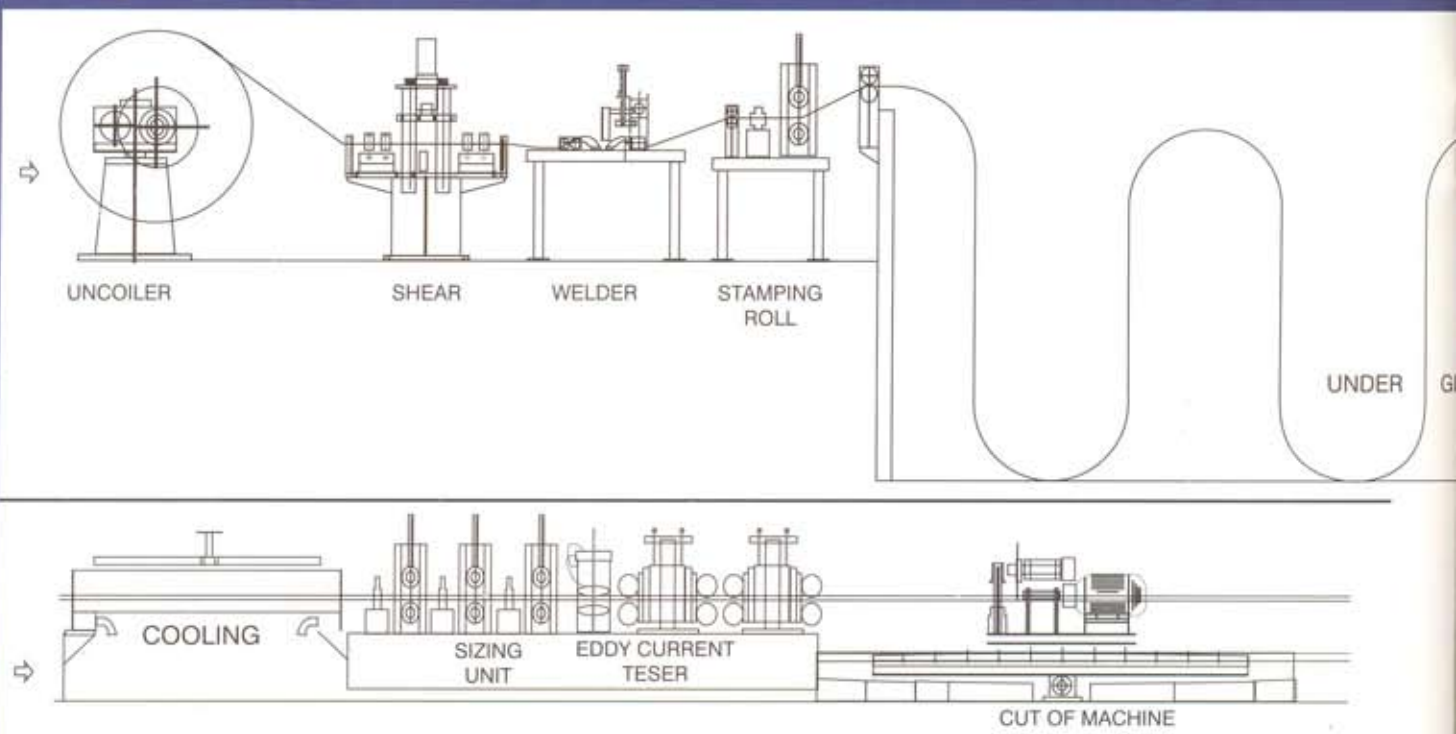 UNCOILER
SHEAR
WELDER
STAMPING
ROLL
UNDER
COOLING
SIZING
UNIT
EDDY CURRENT
TESER
CUT OF MACHINE